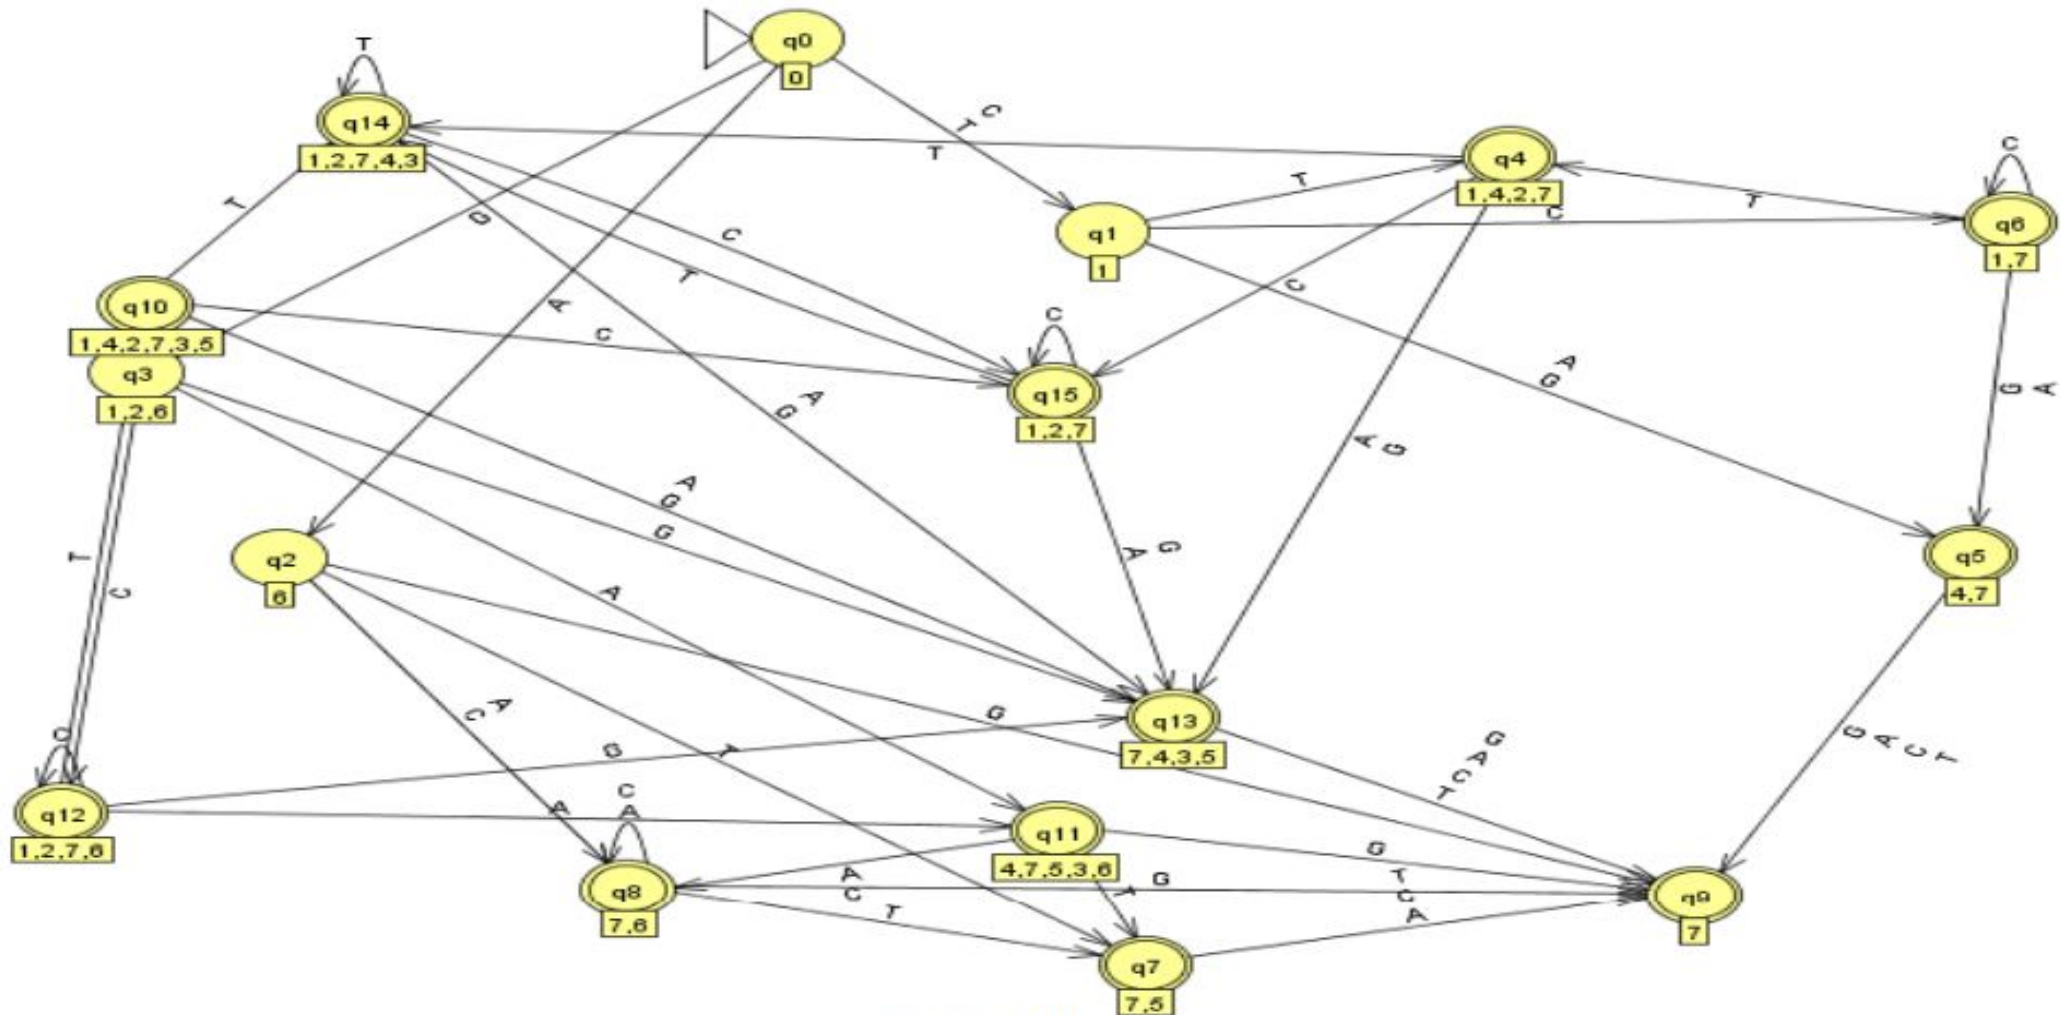 q0
0
T
q14
1,2,7,4,3
C
T
T
q4
1,4,2,7
C
q6
1,7
T
T
C
q1
1
T
G
C
T
q10
1,4,2,7,3,5
q3
1,2,6
A
C
C
q15
1,2,7
C
A
G
G
A
A
G
A
G
A
G
G
G
A
T
C
q2
6
A
q5
4,7
A
C
G
T
G
q13
7,4,3,5
G
A
C
T
G
A
C
T
C
q12
1,2,7,6
A
C
A
q11
4,7,5,3,6
G
q8
7,6
A
C
T
G
T
T
C
A
q9
7
q7
7,5